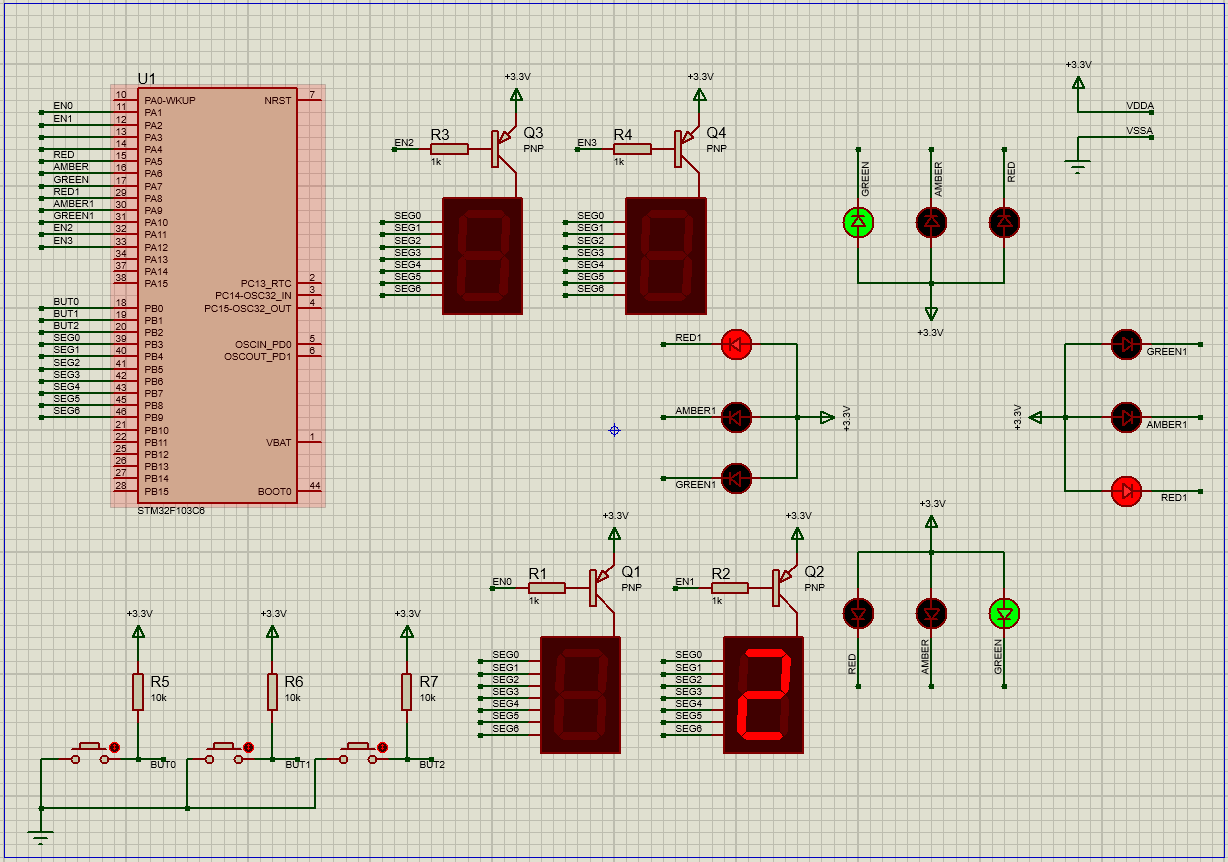 U1
10 PA0-WKUP NRST 7
EN0 11 PA1
EN1 12 PA2
13 PA3
14 PA4
RED 15 PA5
AMBER 16 PA6
GREEN 17 PA7
RED1 29 PA8
AMBER1 30 PA9
GREEN1 31 PA10
EN2 32 PA11
EN3 33 PA12
34 PA13
37 PA14
38 PA15
PC13_RTC 2
PC14-OSC32_IN 3
BUT0 18 PB0 PC15-OSC32_OUT 4
BUT1 19 PB1
BUT2 20 PB2
SEG0 39 PB3 OSCIN_PD0 5
SEG1 40 PB4 OSCOUT_PD1 6
SEG2 41 PB5
SEG3 42 PB6
SEG4 43 PB7
SEG5 45 PB8
SEG6 46 PB9
21 PB10
22 PB11 VBAT 1
25 PB12
26 PB13
27 PB14
28 PB15 BOOT0 44
STM32F103C6
+3.3V
EN2 R3 1k Q3 PNP
SEG0
SEG1
SEG2
SEG3
SEG4
SEG5
SEG6
+3.3V
EN3 R4 1k Q4 PNP
SEG0
SEG1
SEG2
SEG3
SEG4
SEG5
SEG6
+3.3V
VDDA
VSSA
GREEN
AMBER
RED
+3.3V
RED1
AMBER1
GREEN1
+3.3V
+3.3V
GREEN1
AMBER1
RED1
+3.3V
EN0 R1 1k Q1 PNP
SEG0
SEG1
SEG2
SEG3
SEG4
SEG5
SEG6
+3.3V
EN1 R2 1k Q2 PNP
SEG0
SEG1
SEG2
SEG3
SEG4
SEG5
SEG6
2
+3.3V
RED
AMBER
GREEN
+3.3V
R5
10k
BUT0
+3.3V
R6
10k
BUT1
+3.3V
R7
10k
BUT2